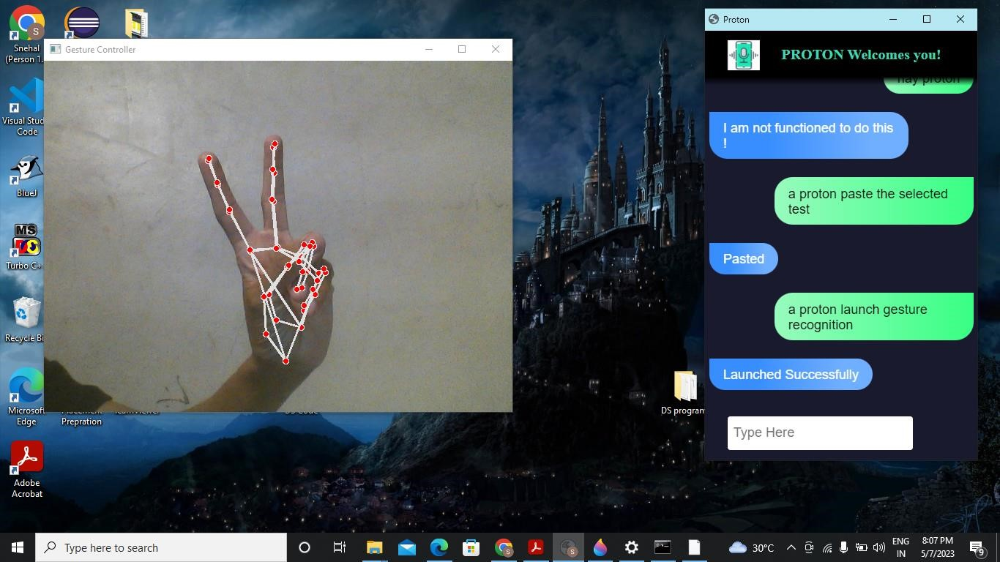 Snehal
(Person 1.
Gesture Controller
Visual Stud
Code
BlueJ
MS
Turbo C+
Recycle Bi
Microsof
Edge
Placement
Prepration
TeamViewer
DS Code
Adobe
Acrobat
DS program
Proton
PROTON Welcomes you!
hay proton
I am not functioned to do this
!
a proton paste the selected
test
Pasted
a proton launch gesture
recognition
Launched Successfully
Type Here
Type here to search
S
30°C
ENG
IN
8:07 PM
5/7/2023
9